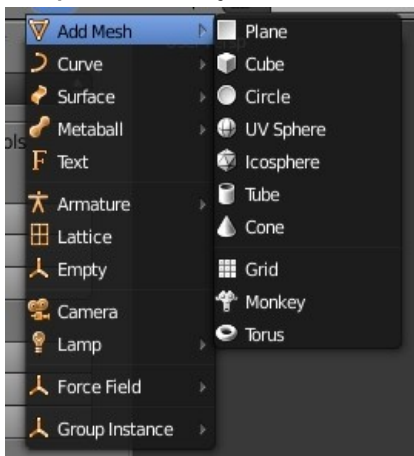 Add Mesh
Curve
Surface
Metaball
Text
Armature
Lattice
Empty
Camera
Lamp
Force Field
Group Instance
Plane
Cube
Circle
UV Sphere
Icosphere
Tube
Cone
Grid
Monkey
Torus